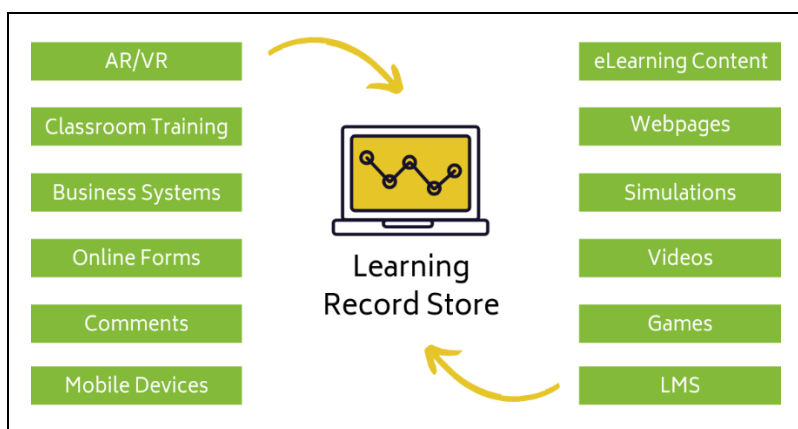 AR/VR
Classroom Training
Business Systems
Online Forms
Comments
Mobile Devices
Learning
Record Store
eLearning Content
Webpages
Simulations
Videos
Games
LMS